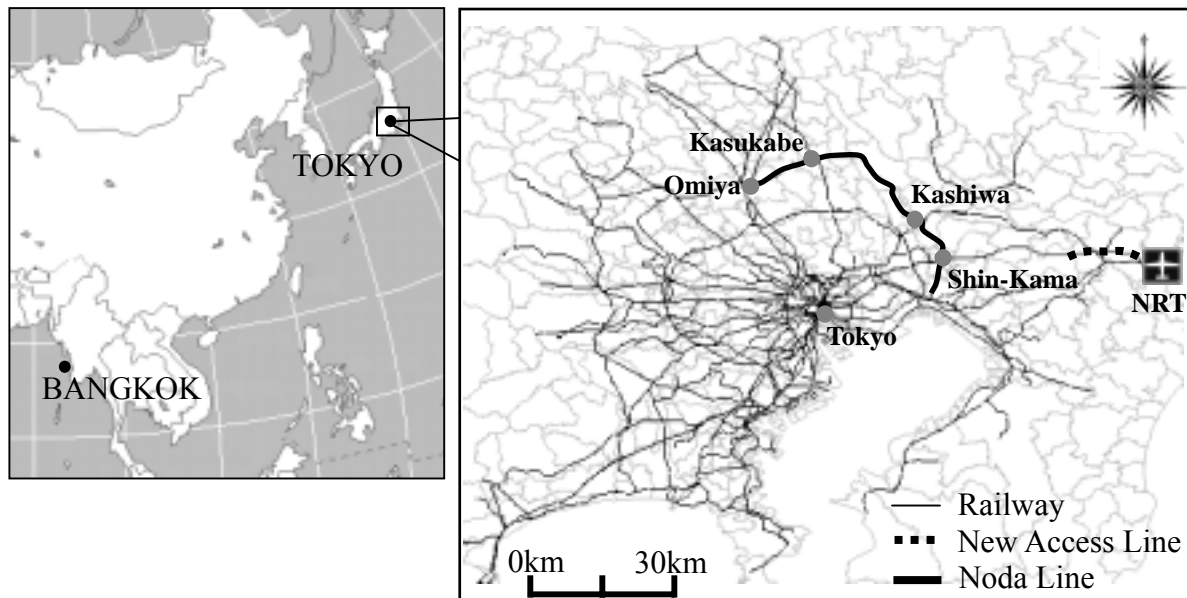 TOKYO
BANGKOK
Kasukabe
Omiya
Kashiwa
Shin-Kama
NRT
Tokyo
Railway
New Access Line
Noda Line
0km 30km